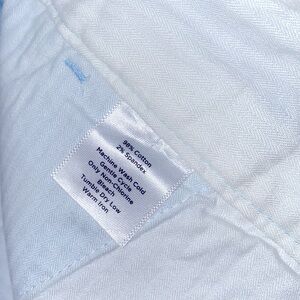 98% Cotton
2% Spandex
Machine Wash Cold
Gentle Cycle
Only Non-Chlorine
Bleach
Tumble Dry Low
Warm Iron